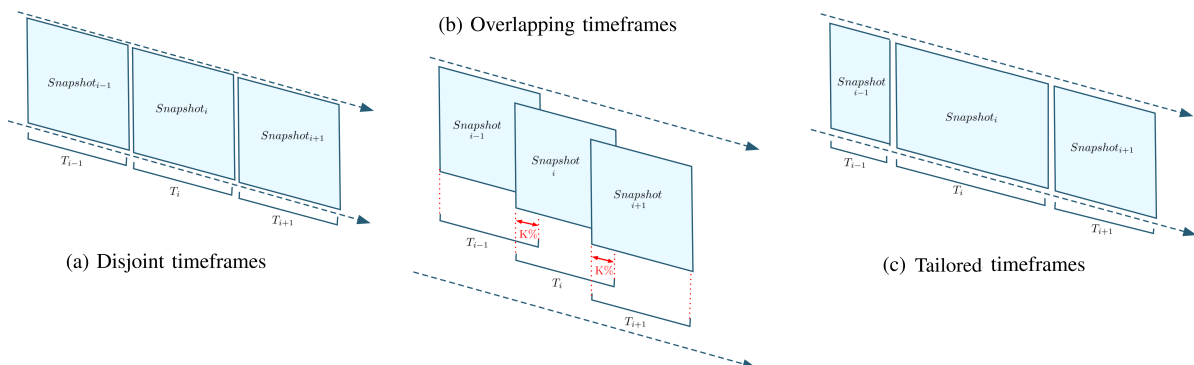 Snapshot_{i-1}
Snapshot_i
Snapshot_{i+1}
T_{i-1}
T_i
T_{i+1}
(a) Disjoint timeframes
(b) Overlapping timeframes
Snapshot
i-1
Snapshot
i
Snapshot
i+1
K%
K%
T_{i-1}
T_i
T_{i+1}
Snapshot
i-1
Snapshot_i
Snapshot_{i+1}
T_{i-1}
T_i
T_{i+1}
(c) Tailored timeframes